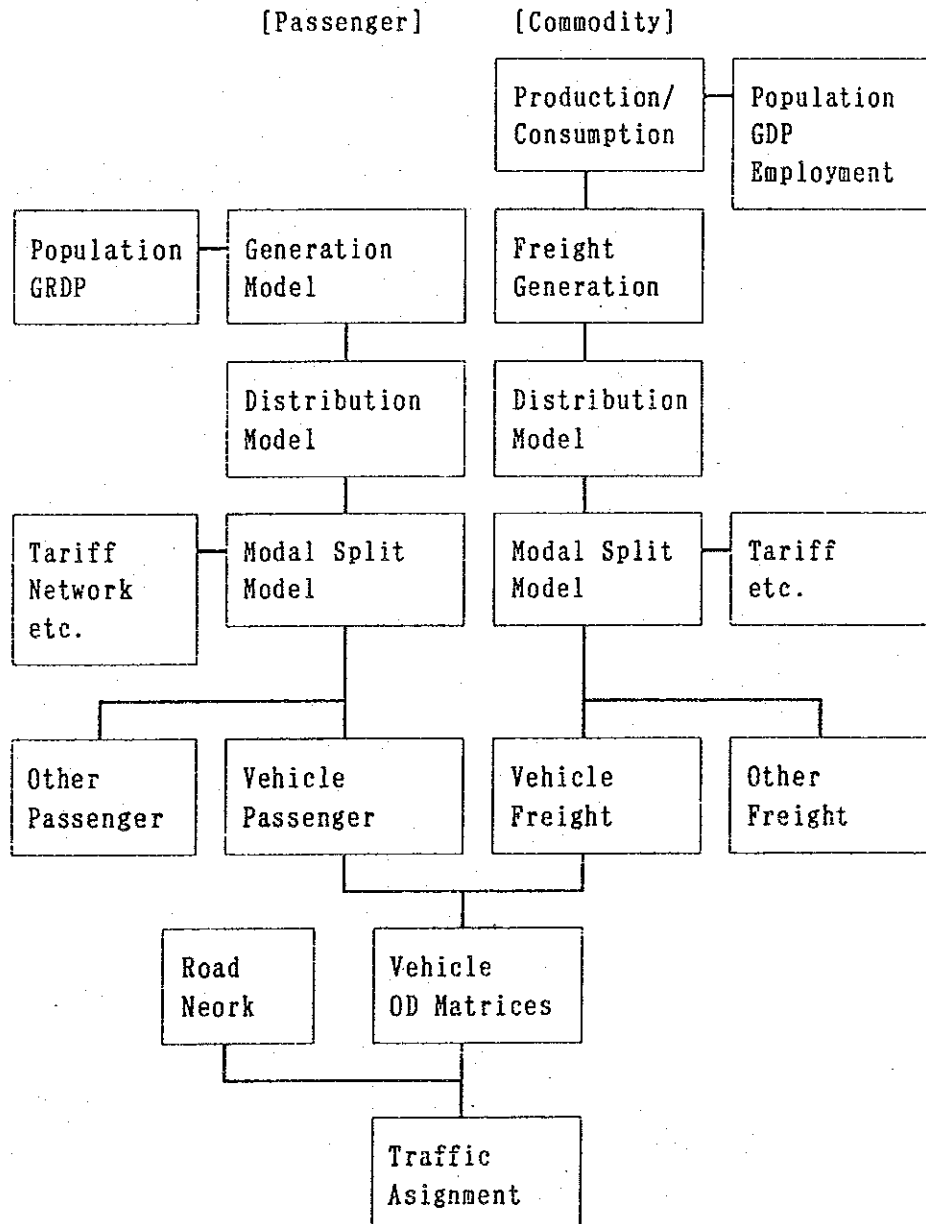 [Passenger] [Commodity]
Production/
Consumption
Population
GDP
Employment
Population
GRDP
Generation
Model
Freight
Generation
Distribution
Model
Distribution
Model
Tariff
Network
etc.
Modal Split
Model
Modal Split
Model
Tariff
etc.
Other
Passenger
Vehicle
Passenger
Vehicle
Freight
Other
Freight
Road
Neork
Vehicle
OD Matrices
Traffic
Asignment